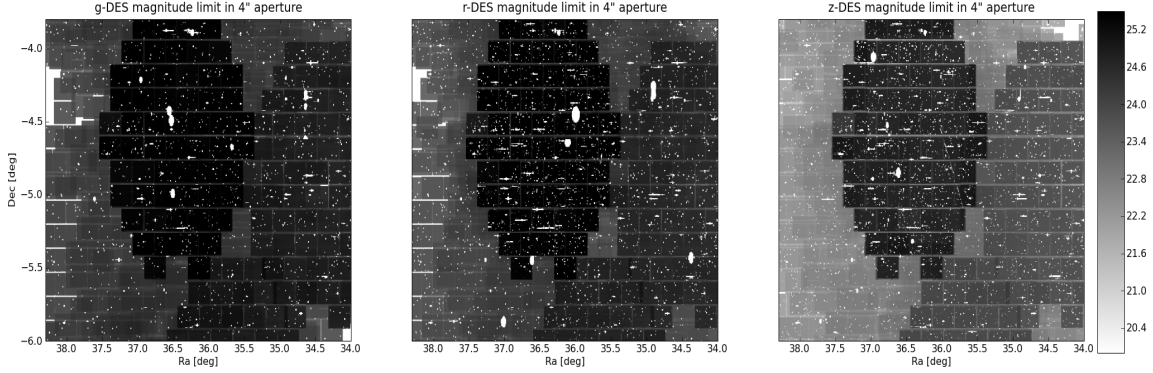 g-DES magnitude limit in 4" aperture
r-DES magnitude limit in 4" aperture
z-DES magnitude limit in 4" aperture
−4.0
−4.5
−5.0
−5.5
−6.0
Dec [deg]
38.0 37.5 37.0 36.5 36.0 35.5 35.0 34.5 34.0
38.0 37.5 37.0 36.5 36.0 35.5 35.0 34.5 34.0
38.0 37.5 37.0 36.5 36.0 35.5 35.0 34.5 34.0
Ra [deg]
Ra [deg]
Ra [deg]
25.2
24.6
24.0
23.4
22.8
22.2
21.6
21.0
20.4